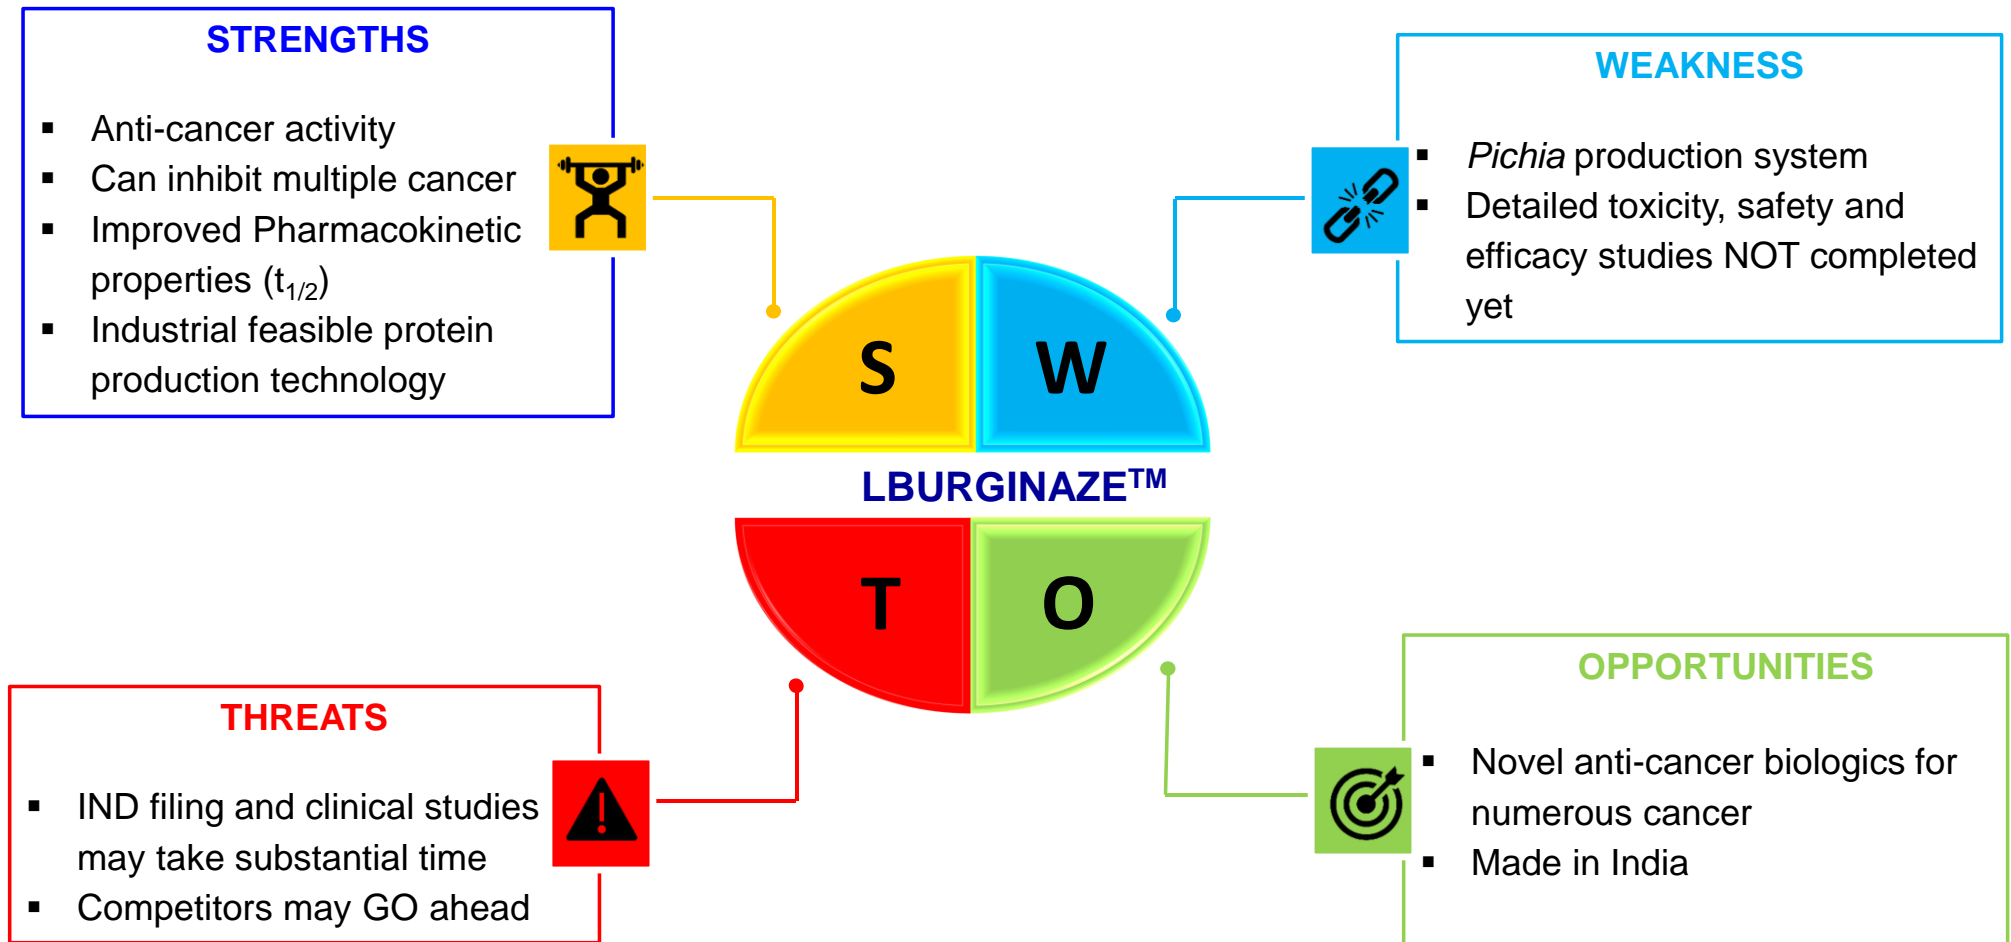 STRENGTHS
▪ Anti-cancer activity
▪ Can inhibit multiple cancer
▪ Improved Pharmacokinetic
properties (t1/2)
▪ Industrial feasible protein
production technology
WEAKNESS
▪ Pichia production system
▪ Detailed toxicity, safety and
efficacy studies NOT completed
yet
S
W
LBURGINAZE™
T
O
THREATS
▪ IND filing and clinical studies
may take substantial time
▪ Competitors may GO ahead
OPPORTUNITIES
▪ Novel anti-cancer biologics for
numerous cancer
▪ Made in India